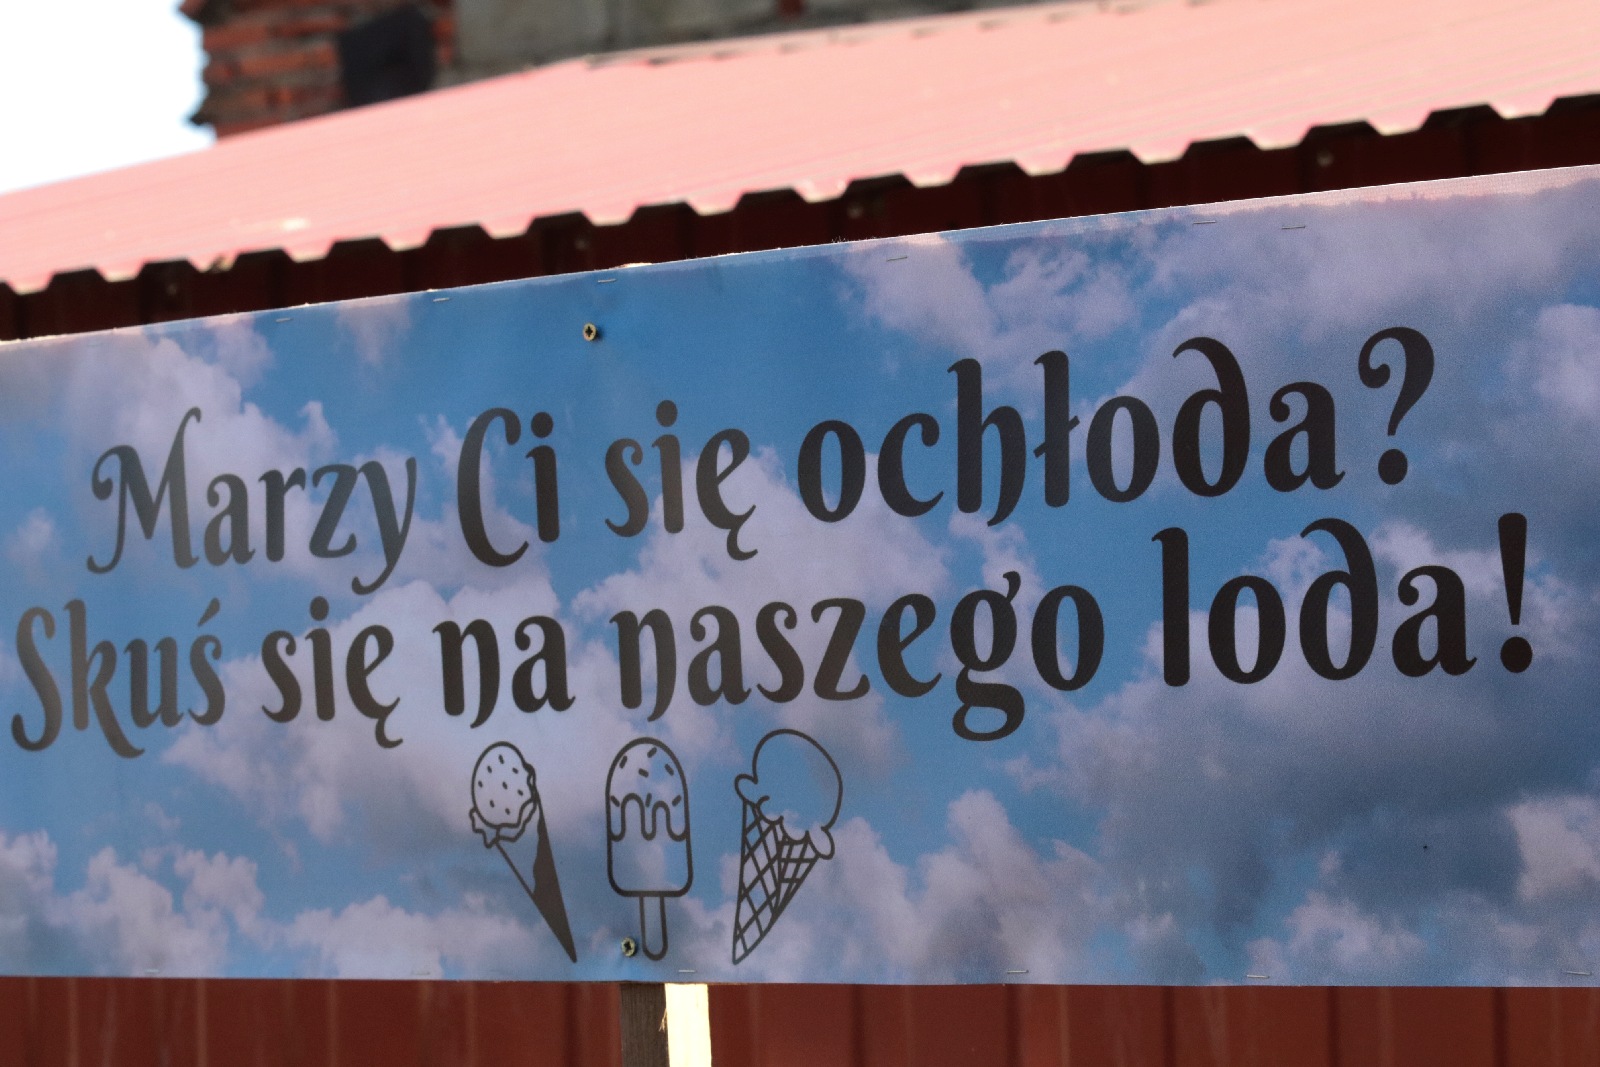 Marzy Ci się ochłoda?
Skuś się na naszego loda!